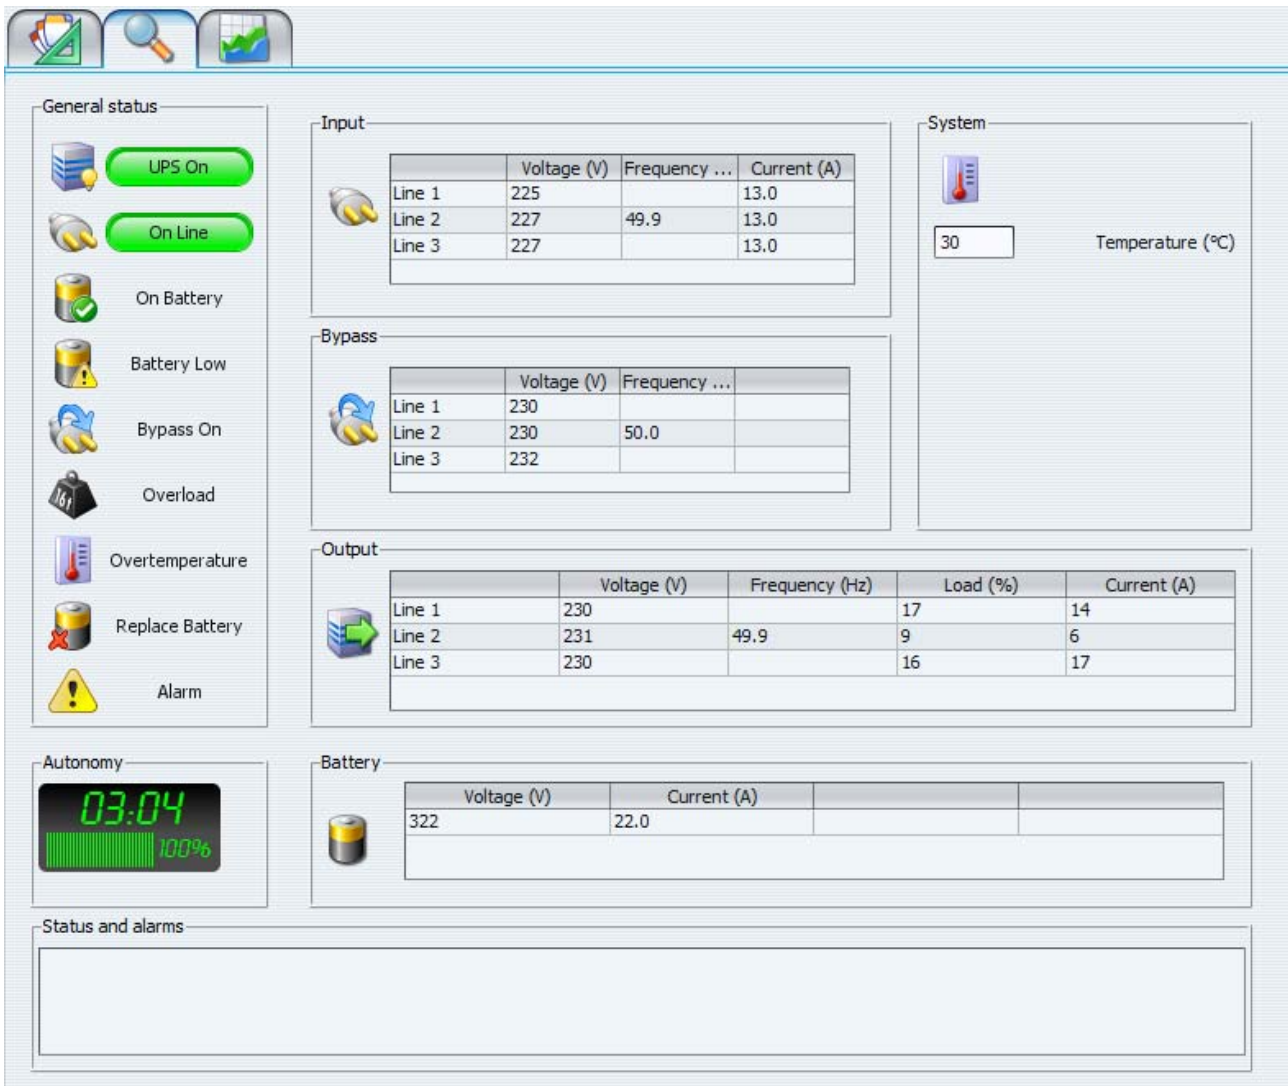 General status
UPS On
On Line
On Battery
Battery Low
Bypass On
16t
Overload
Overtemperature
Replace Battery
Alarm
Input
Voltage (V) Frequency ... Current (A)
Line 1 225 13.0
Line 2 227 49.9 13.0
Line 3 227 13.0
System
30 Temperature (ºC)
Bypass
Voltage (V) Frequency ...
Line 1 230
Line 2 230 50.0
Line 3 232
Output
Voltage (V) Frequency (Hz) Load (%) Current (A)
Line 1 230 17 14
Line 2 231 49.9 9 6
Line 3 230 16 17
Autonomy
03:04
100%
Battery
Voltage (V) Current (A)
322 22.0
Status and alarms